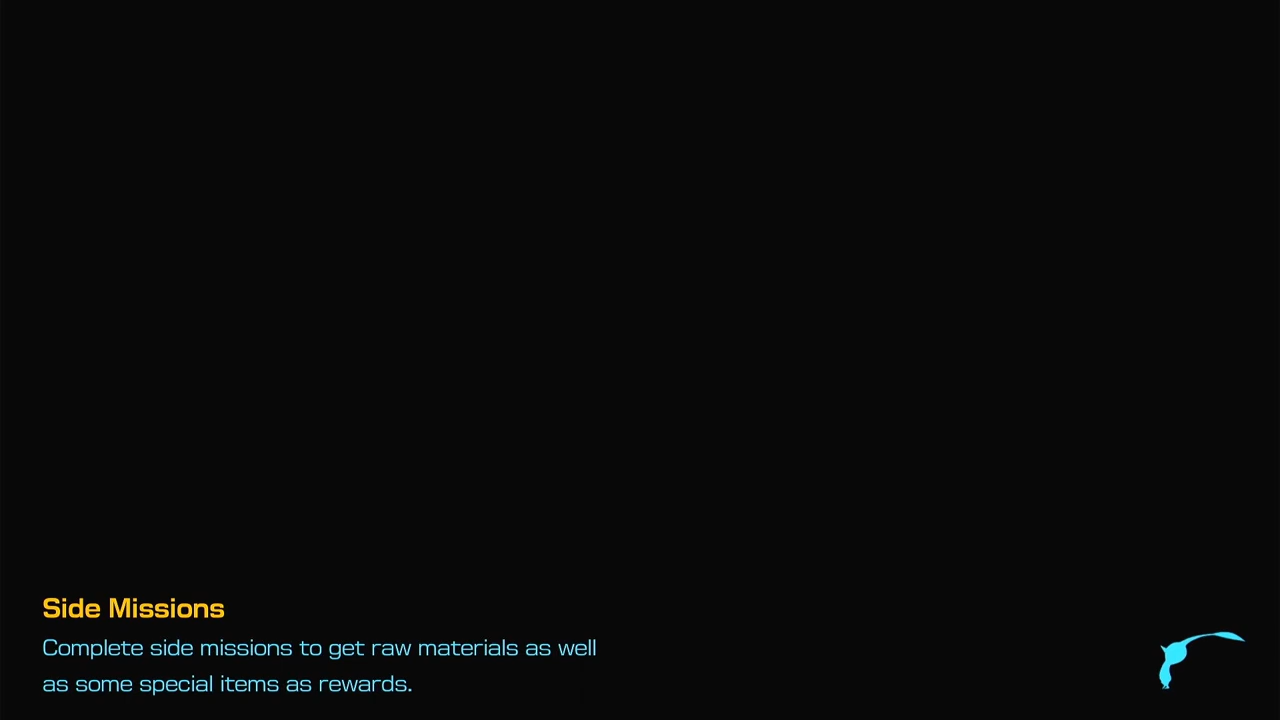 Side Missions
Complete side missions to get raw materials as well
as some special items as rewards.